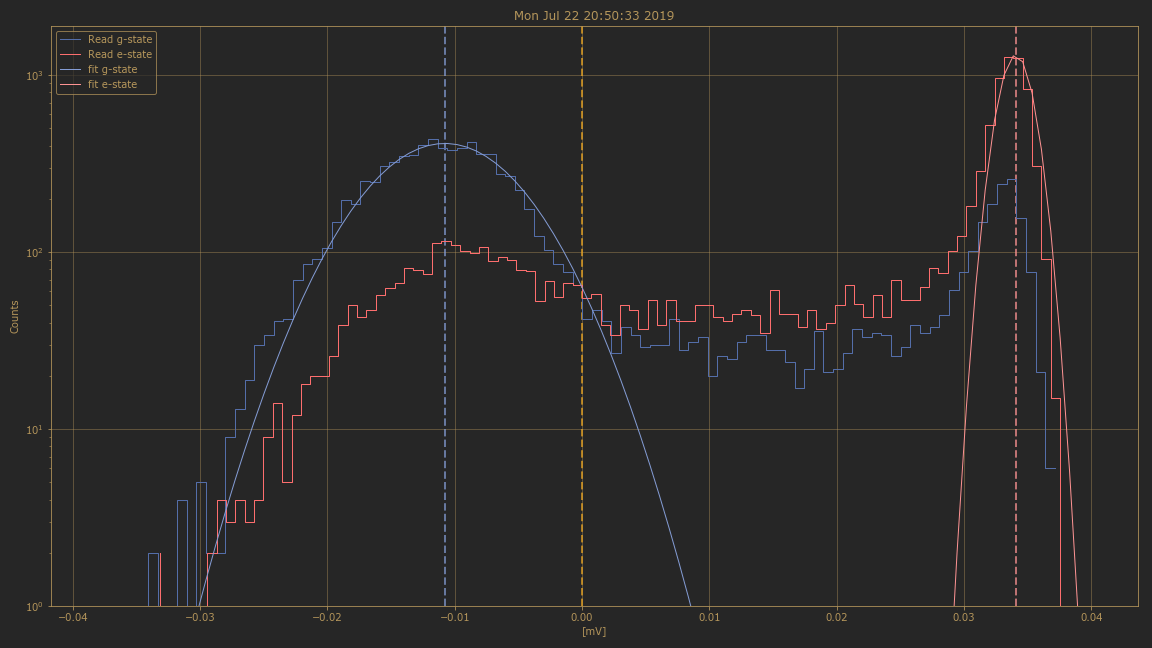 Mon Jul 22 20:50:33 2019
Read g-state
Read e-state
fit g-state
fit e-state
Counts
10³
10²
10¹
10⁰
−0.04
−0.03
−0.02
−0.01
0.00
0.01
0.02
0.03
0.04
[mV]